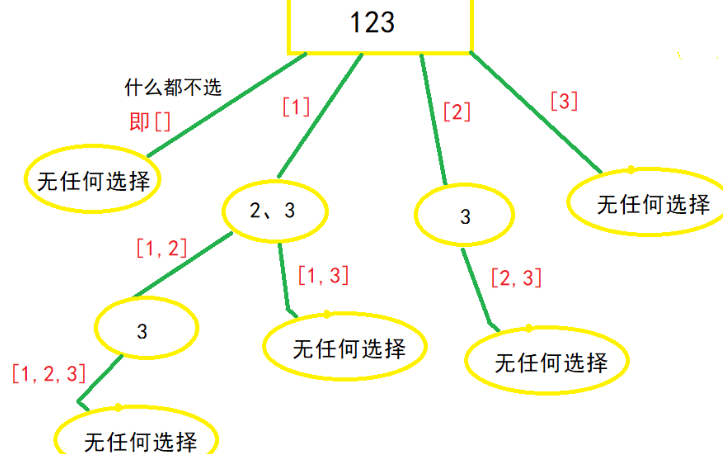 123
什么都不选
即[]
[1]
[2]
[3]
无任何选择
2、3
3
无任何选择
[1,2]
[1,3]
[2,3]
3
无任何选择
无任何选择
[1,2,3]
无任何选择